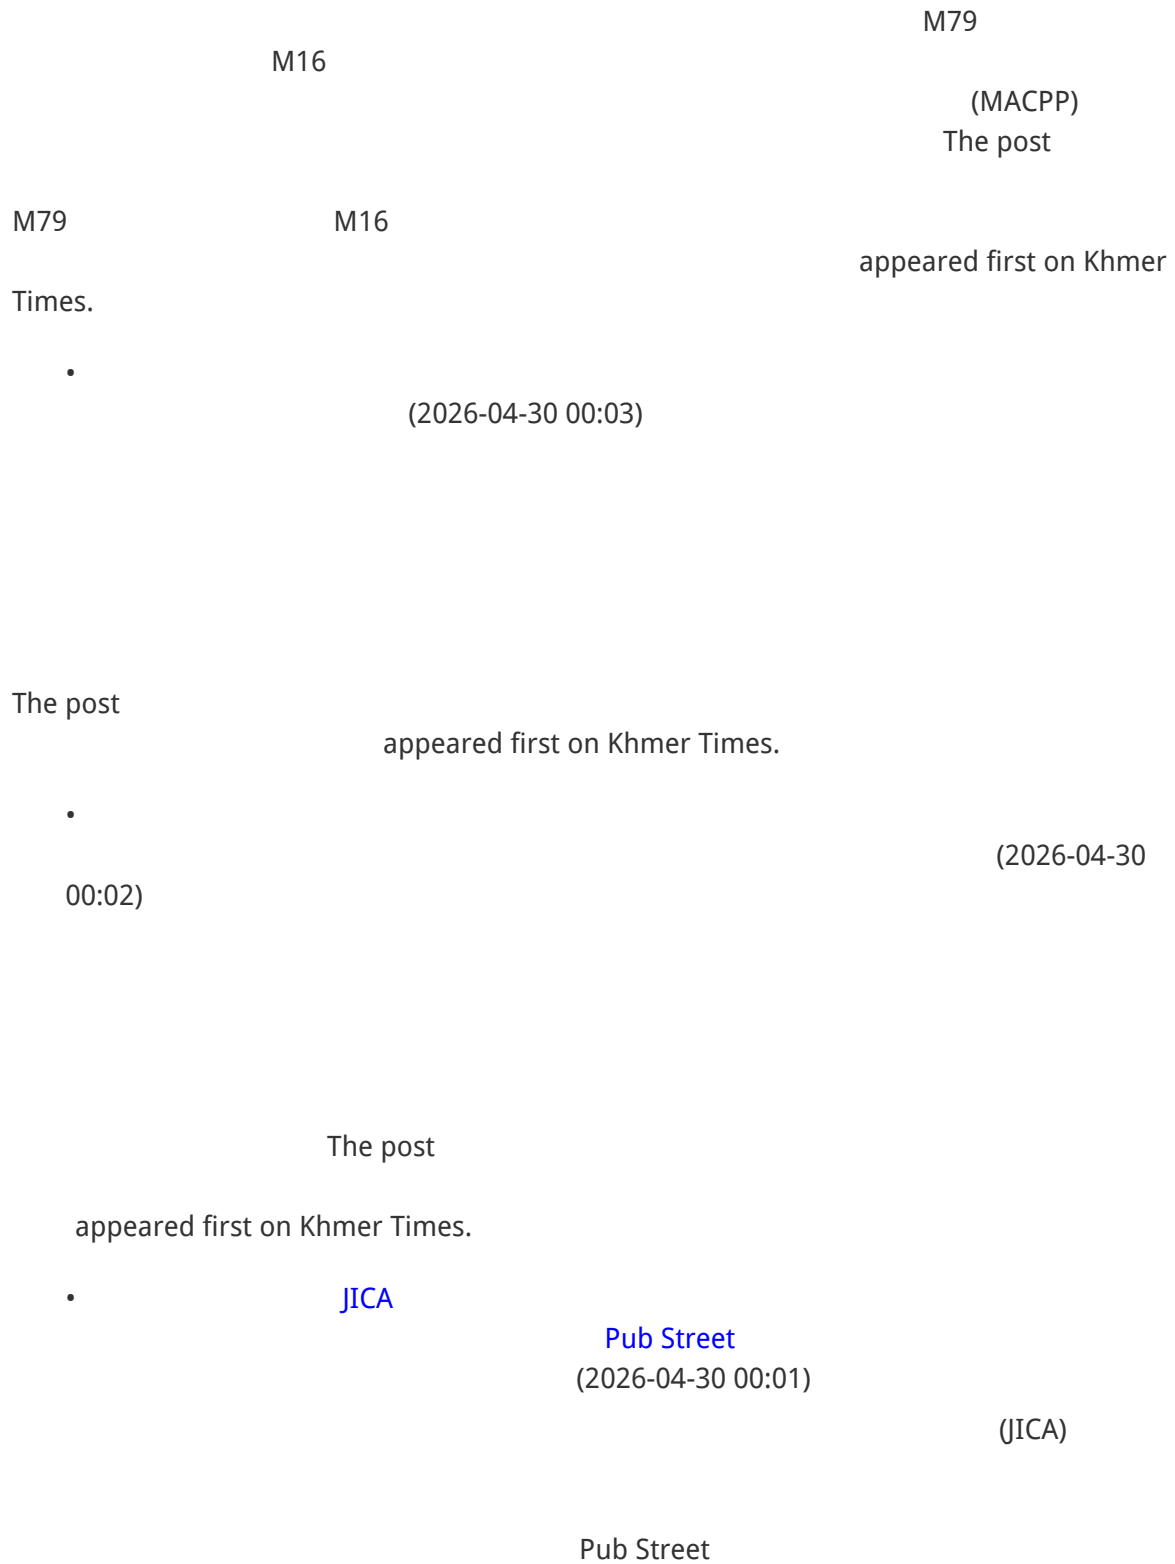 M79
M16
(MACPP)
The post
M79 M16
appeared first on Khmer
Times.
•
(2026-04-30 00:03)
The post
appeared first on Khmer Times.
•
(2026-04-30
00:02)
The post
appeared first on Khmer Times.
• JICA
Pub Street
(2026-04-30 00:01)
(JICA)
Pub Street